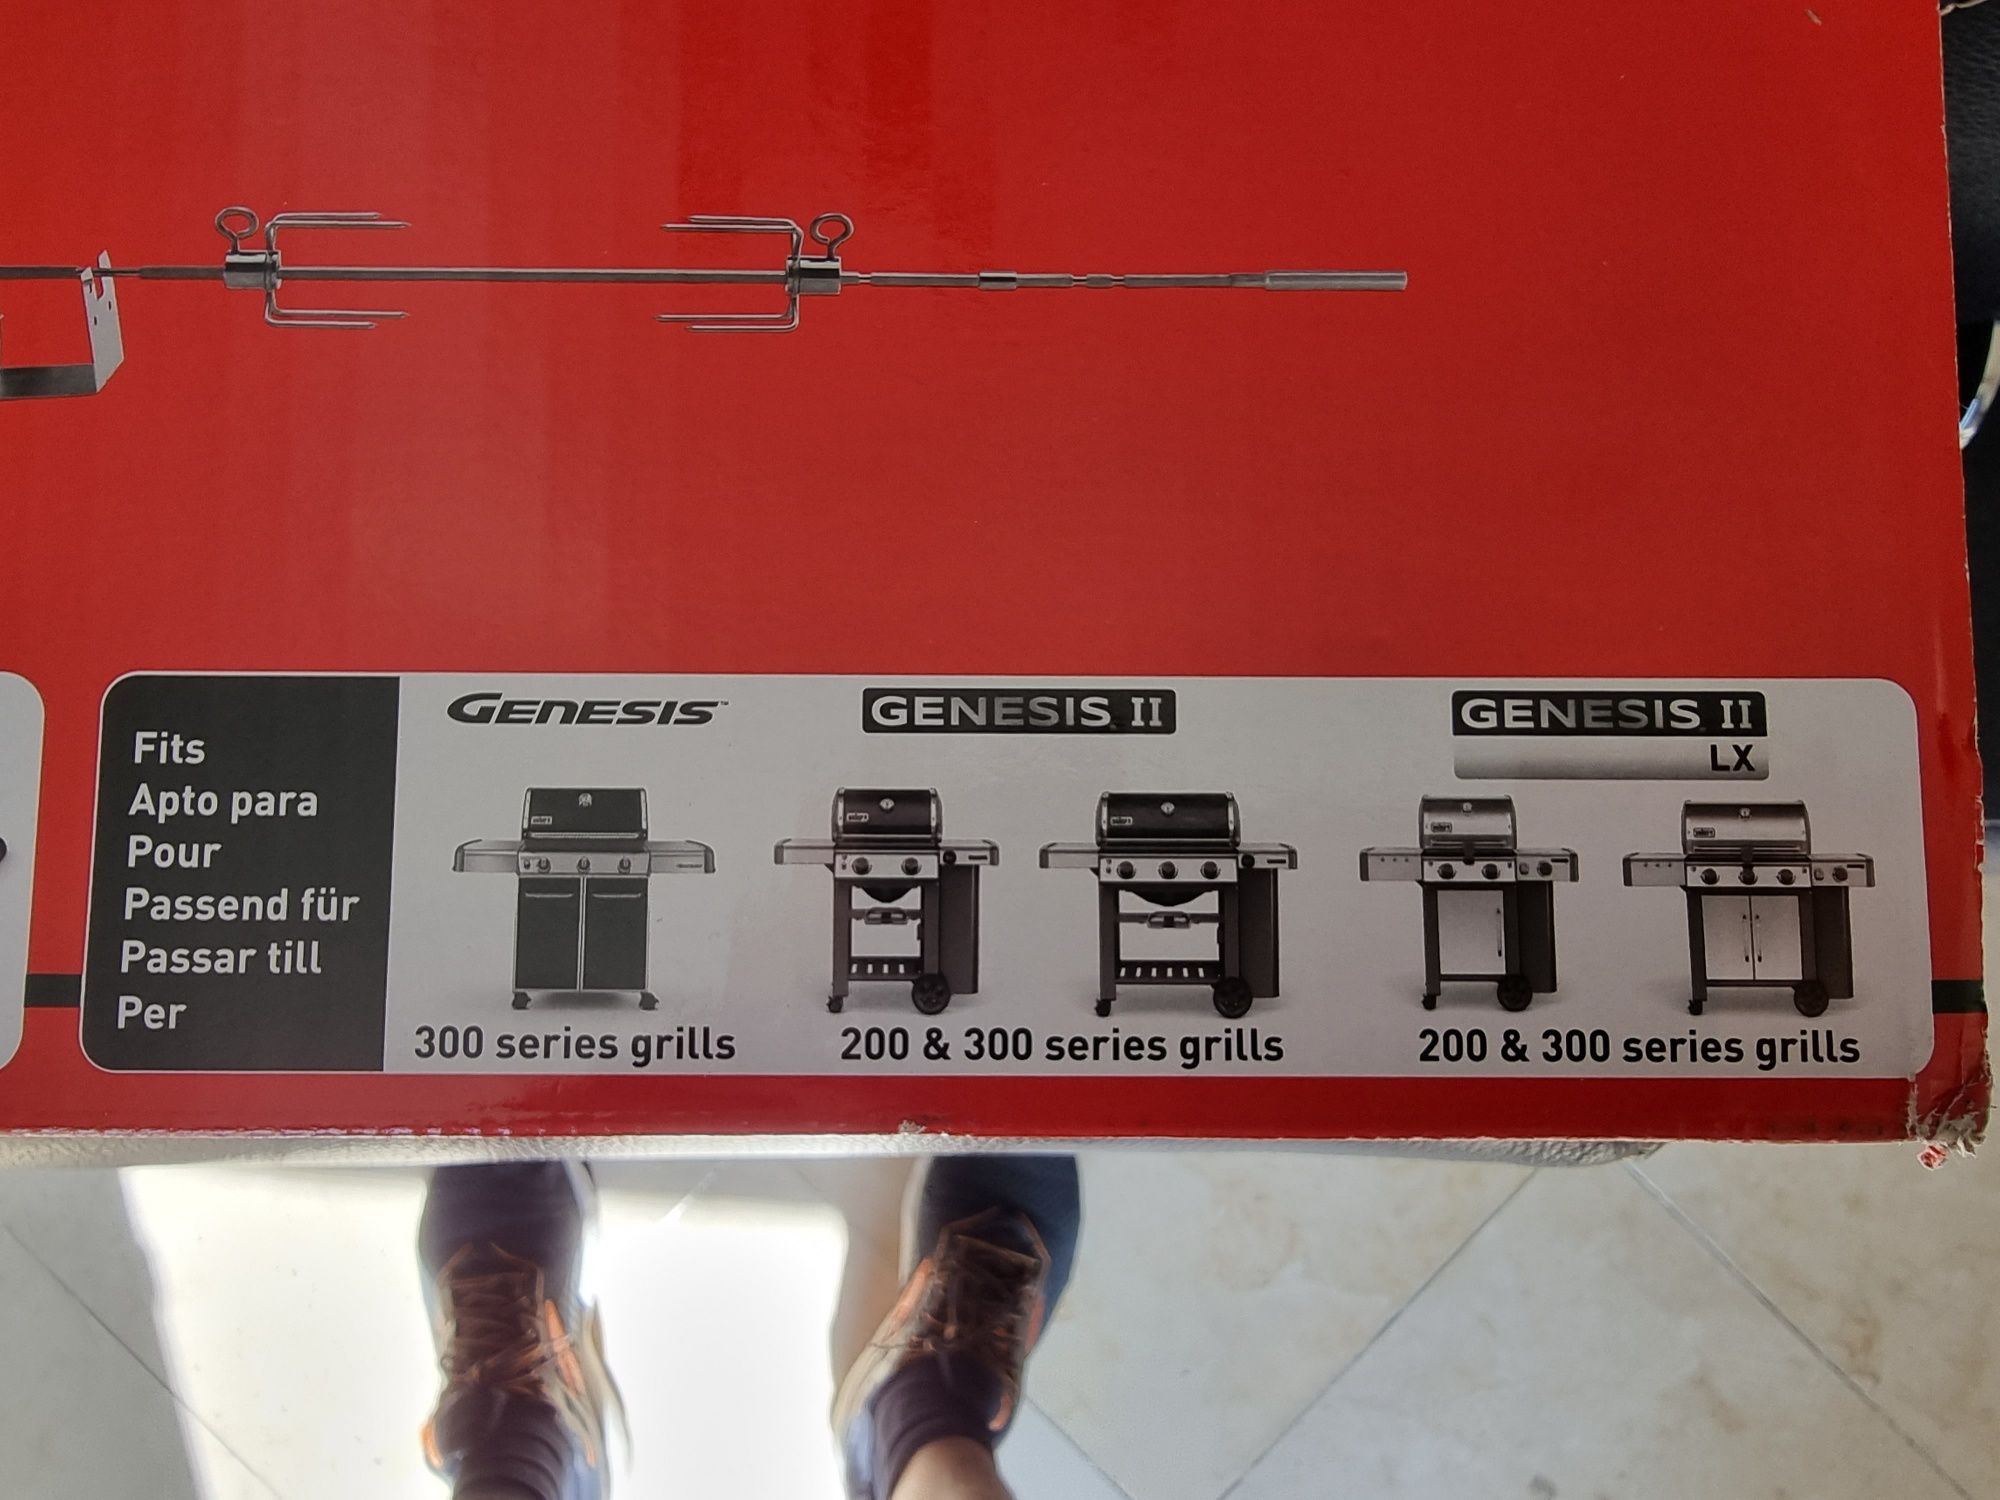 Fits
Apto para
Pour
Passend für
Passar till
Per
GENESIS™
300 series grills
GENESIS II
200 & 300 series grills
GENESIS II
LX
200 & 300 series grills